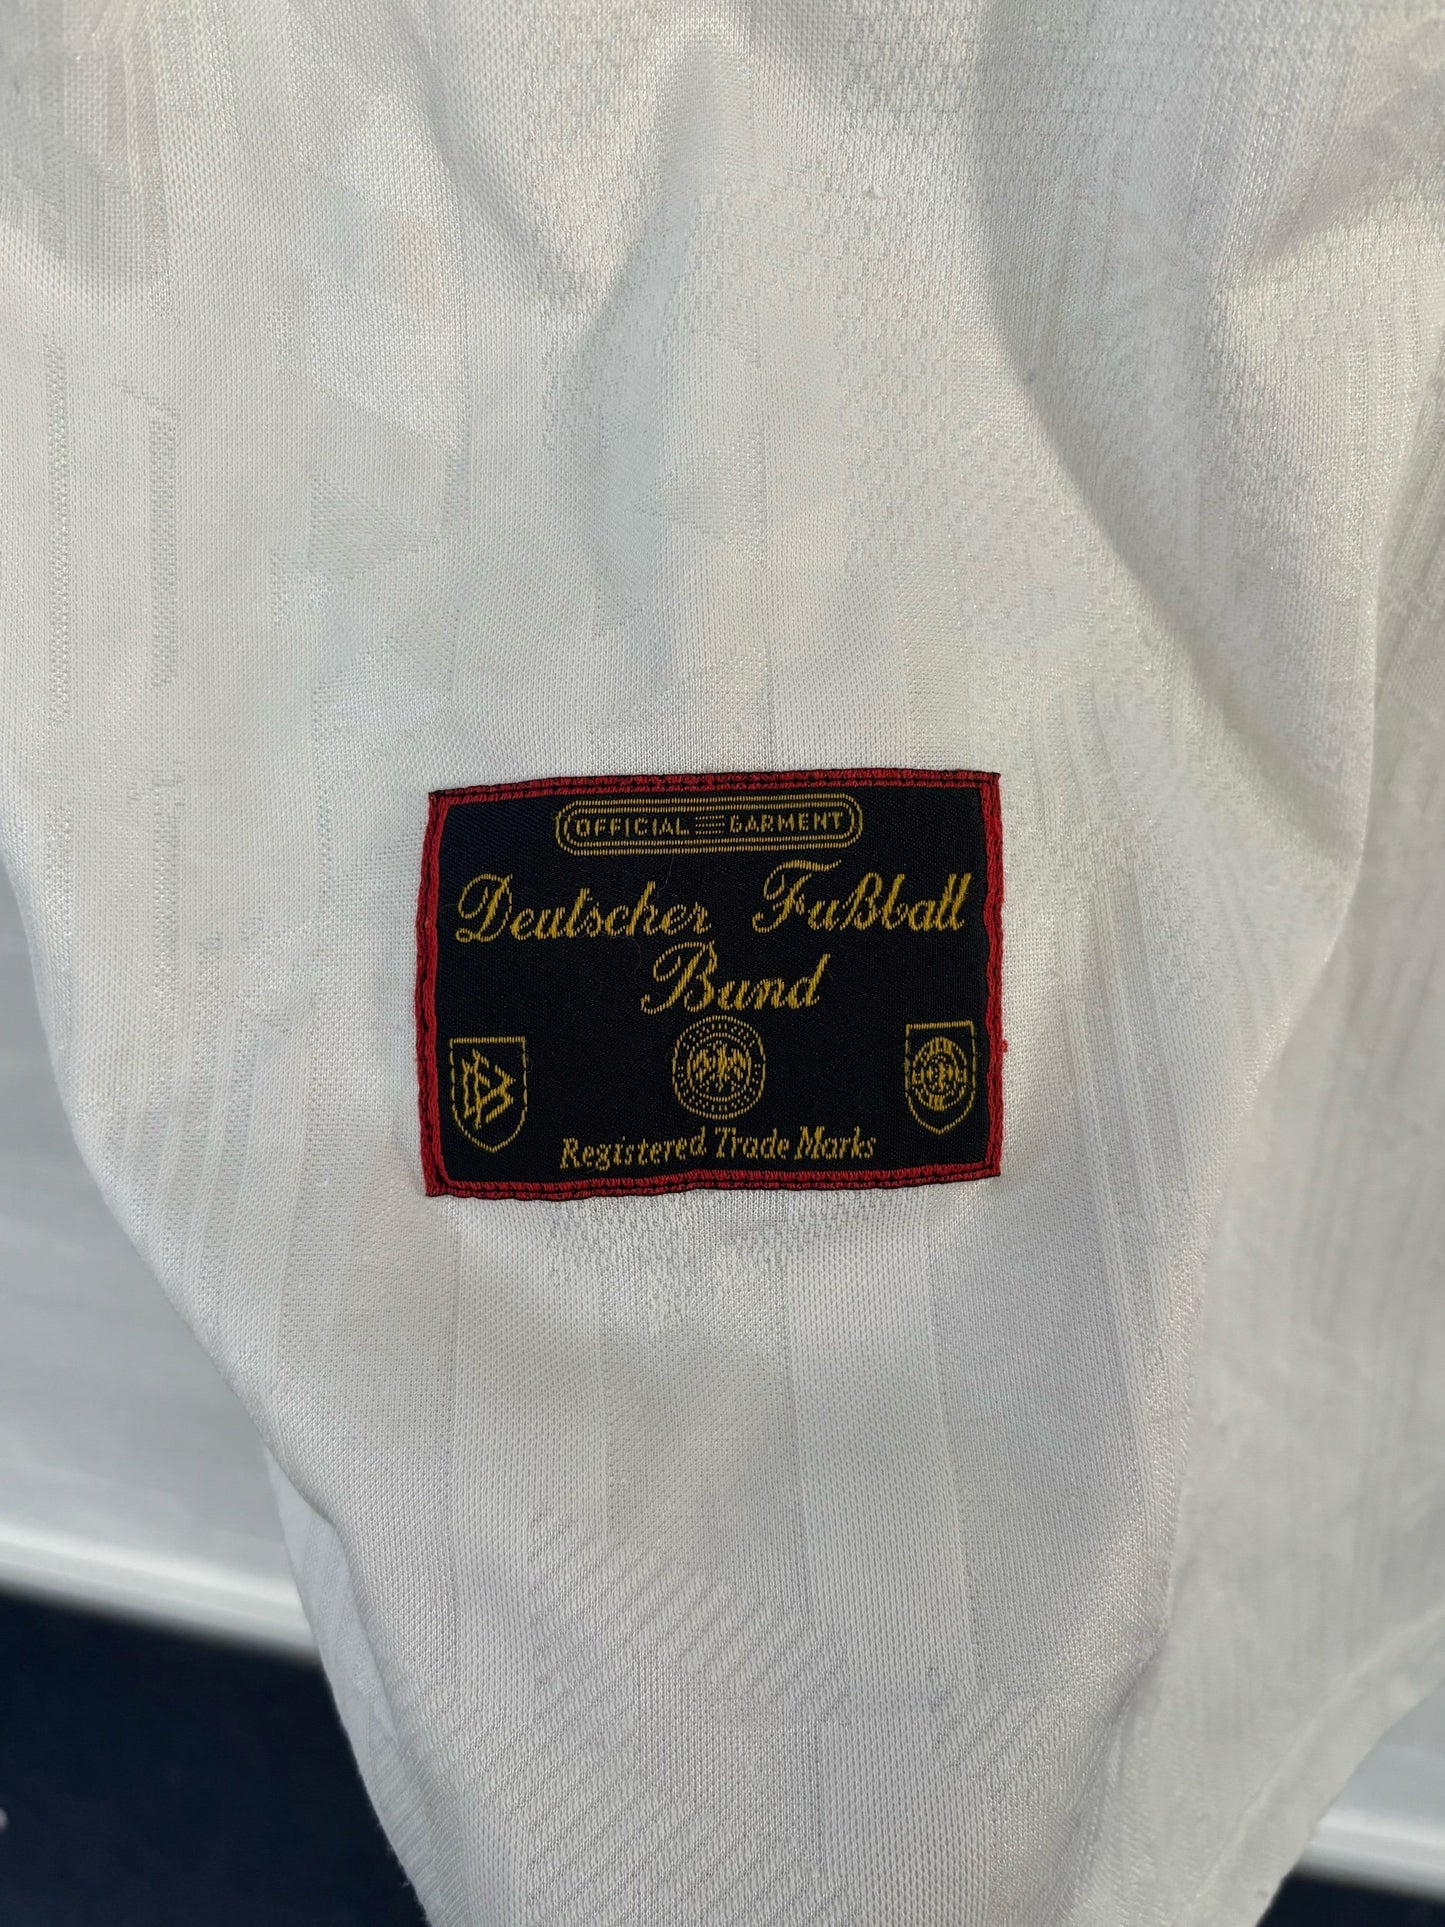 OFFICIAL GARMENT
Deutscher Fußball
Bund
Registered Trade Marks